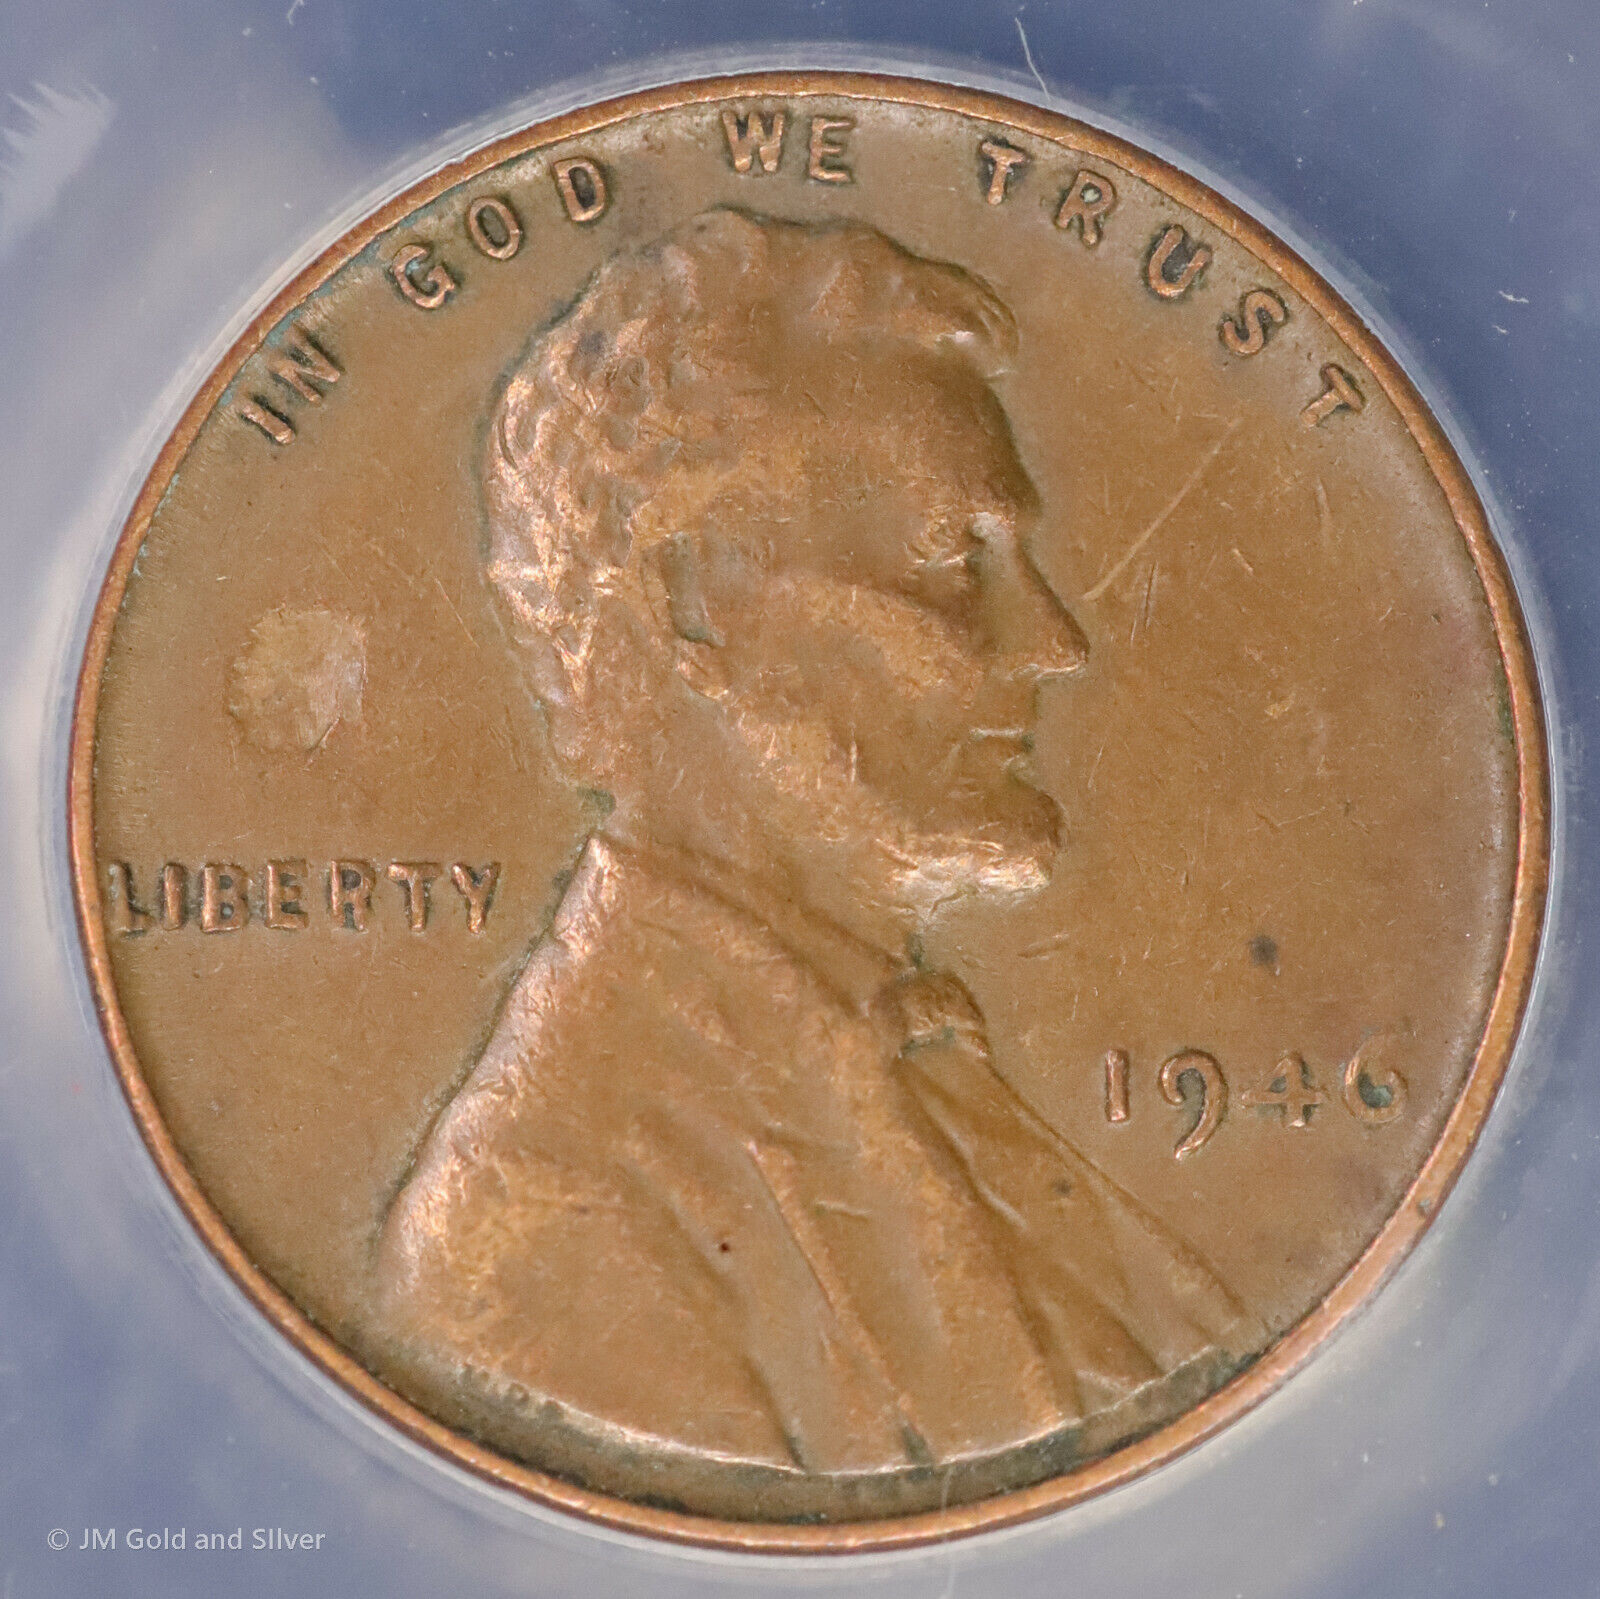 IN GOD WE TRUST
LIBERTY
1946
© JM Gold and SIlver